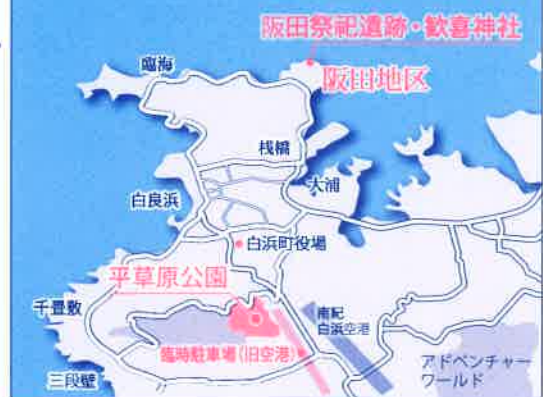 阪田祭祀遺跡・歓喜神社
阪田地区
臨海
桟橋
大浦
白良浜
白浜町役場
平草原公園
千畳敷
南紀
白浜空港
臨時駐車場(旧空港)
アドベンチャー
ワールド
三段壁